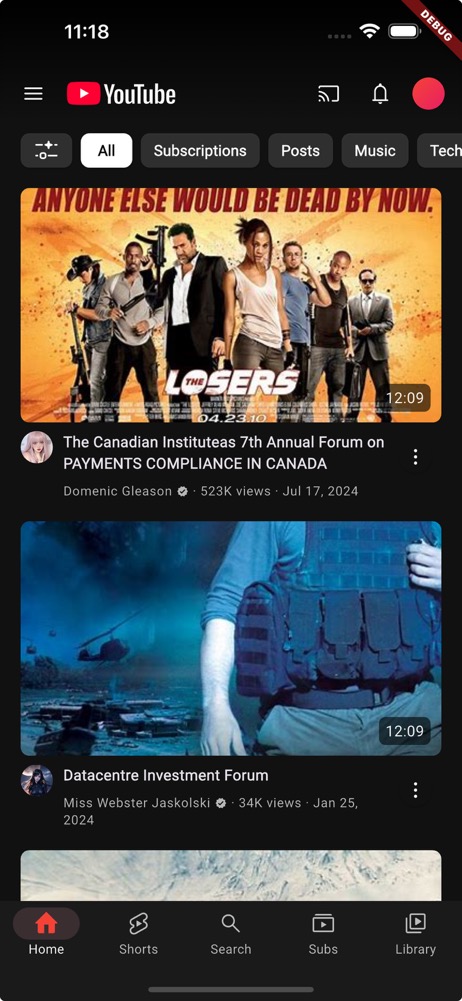 11:18
DEBUG
YouTube
All
Subscriptions
Posts
Music
Tech
ANYONE ELSE WOULD BE DEAD BY NOW.
THE LOSERS
04.23.10
12:09
The Canadian Instituteas 7th Annual Forum on
PAYMENTS COMPLIANCE IN CANADA
Domenic Gleason · 523K views · Jul 17, 2024
12:09
Datacentre Investment Forum
Miss Webster Jaskolski · 34K views · Jan 25,
2024
Home
Shorts
Search
Subs
Library